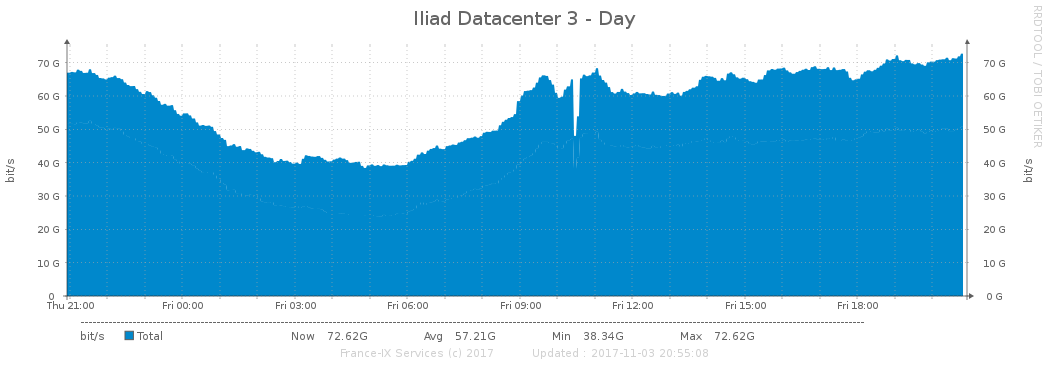 Iliad Datacenter 3 - Day
RRDTOOL / TOBI OETIKER
bit/s
70 G
60 G
50 G
40 G
30 G
20 G
10 G
0
70 G
60 G
50 G
40 G
30 G
20 G
10 G
0 G
bit/s
Thu 21:00 Fri 00:00 Fri 03:00 Fri 06:00 Fri 09:00 Fri 12:00 Fri 15:00 Fri 18:00
bit/s Total Now 72.62G Avg 57.21G Min 38.34G Max 72.62G
France-IX Services (c) 2017 Updated : 2017-11-03 20:55:08